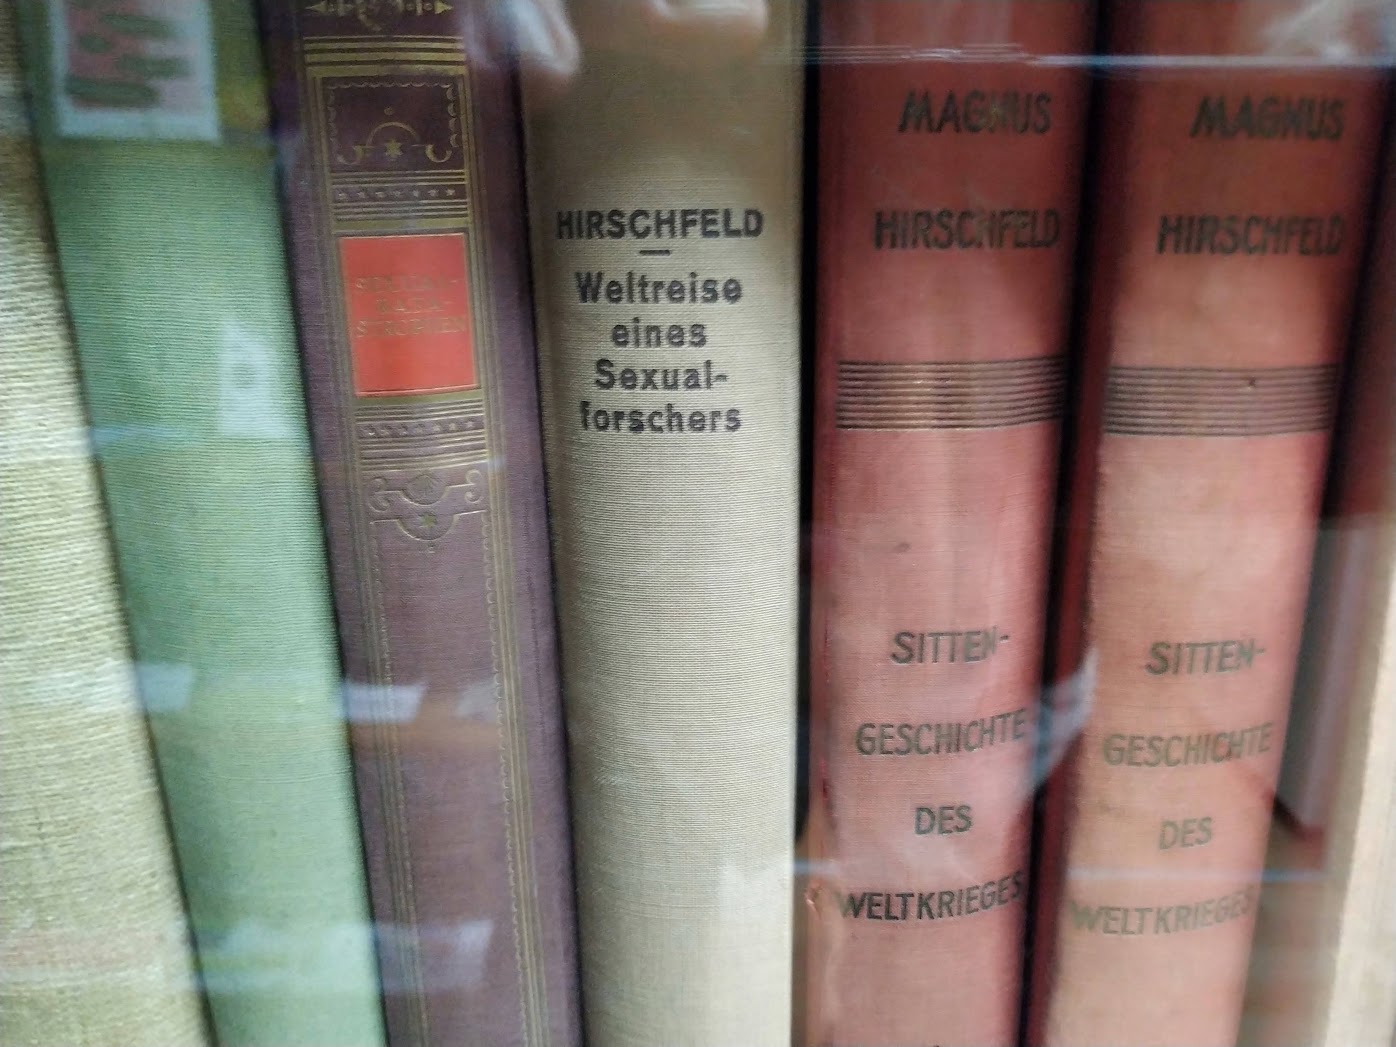 HIRSCHFELD
Weltreise
eines
Sexual-
forschers
MAGNUS
HIRSCHFELD
SITTEN-
GESCHICHTE
DES
WELTKRIEGES
MAGNUS
HIRSCHFELD
SITTEN-
GESCHICHTE
DES
WELTKRIEGES